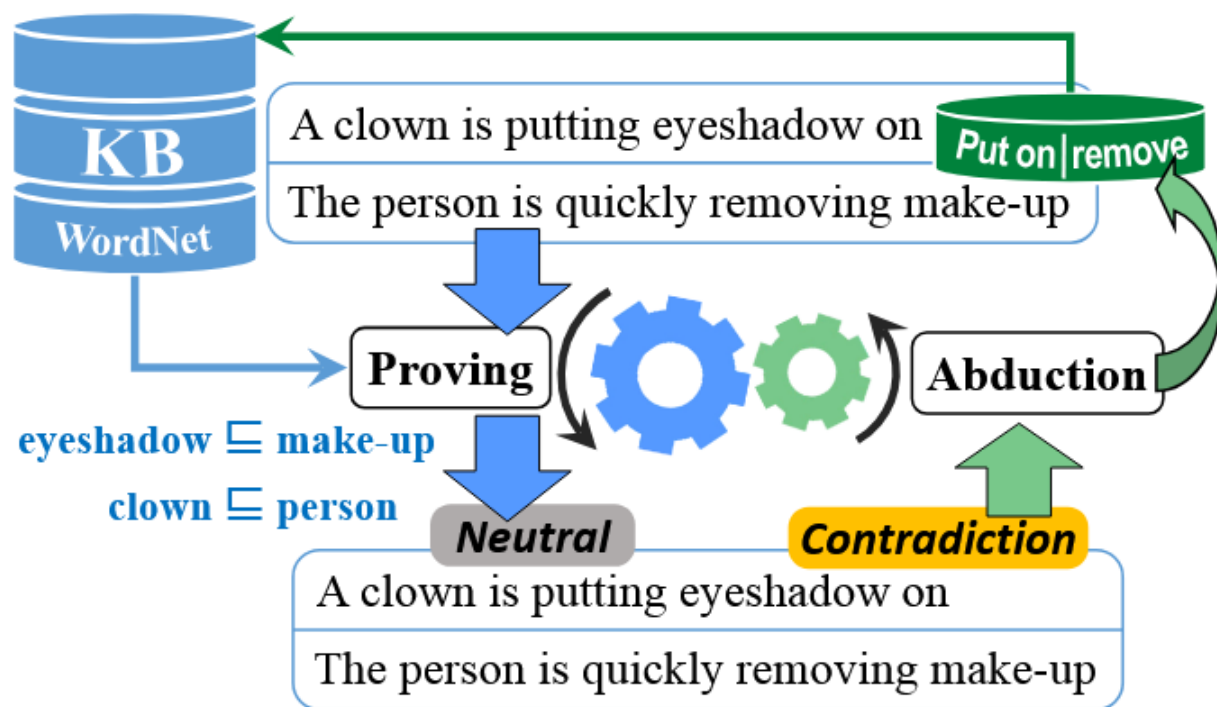 A clown is putting eyeshadow on
Put on|remove
KB
The person is quickly removing make-up
WordNet
Proving
Abduction
eyeshadow ⊑ make-up
clown ⊑ person
Neutral
Contradiction
A clown is putting eyeshadow on
The person is quickly removing make-up